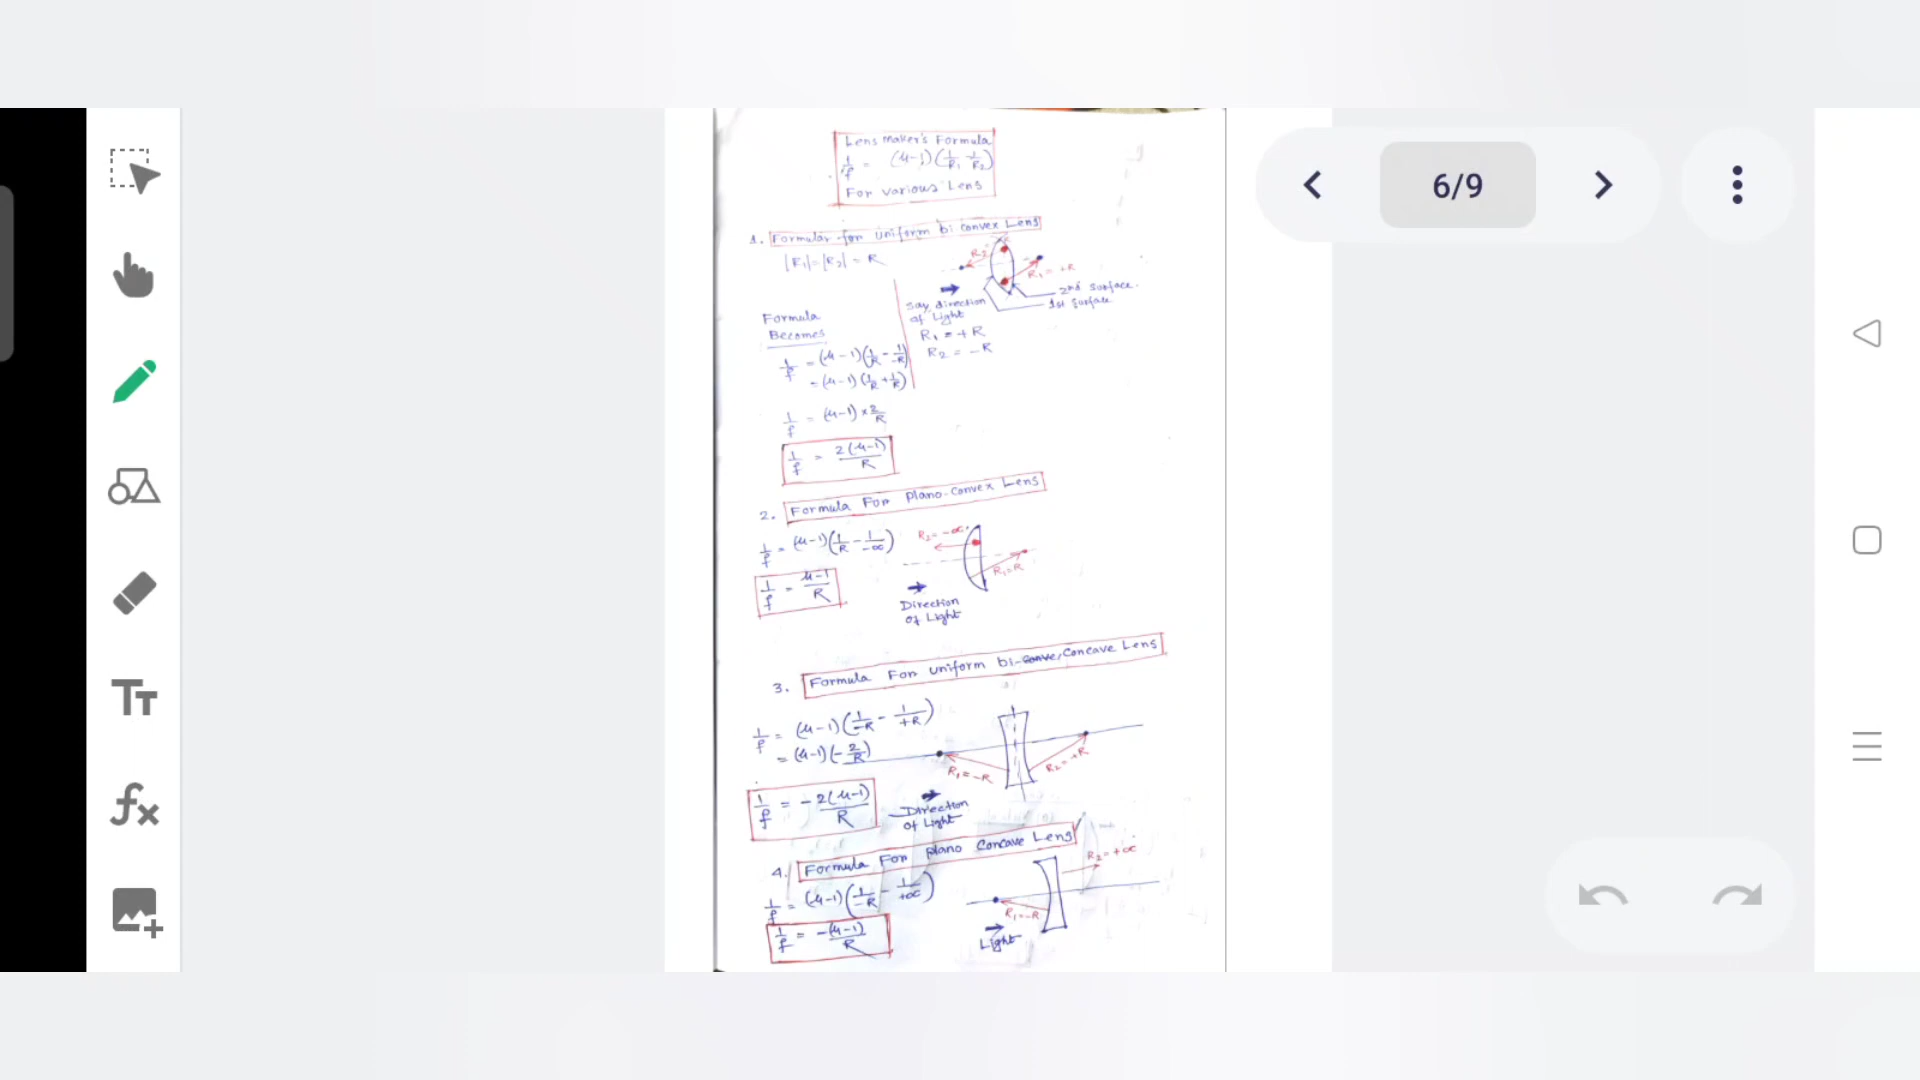 6/9
Lens Maker's Formula
1/f = (μ-1)(1/R₁ - 1/R₂)
For various Lens
1. Formular for uniform bi convex Lens
|R₁|=|R₂| = R
R₂
R₁ = +R
2nd Surface.
1st Surface
Say direction
of Light
R₁ = +R
R₂ = -R
Formula
Becomes
1/f = (μ-1)(1/R - 1/-R)
= (μ-1)(1/R + 1/R)
1/f = (μ-1) × 2/R
1/f = 2(μ-1)/R
2. Formula For plano-convex Lens
1/f = (μ-1)(1/R - 1/-∞)
R₂ = -∞
R₁=R
1/f = μ-1/R
Direction
of Light
3. Formula For uniform bi-Concave Lens
1/f = (μ-1)(1/-R - 1/+R)
= (μ-1)(-2/R)
R₁ = -R
R₂ = +R
1/f = -2(μ-1)/R
Direction
of Light
4. Formula For plano Concave Lens
1/f = (μ-1)(1/-R - 1/+∞)
R₂ = +∞
R₁=-R
1/f = -(μ-1)/R
Light
Tт
fx